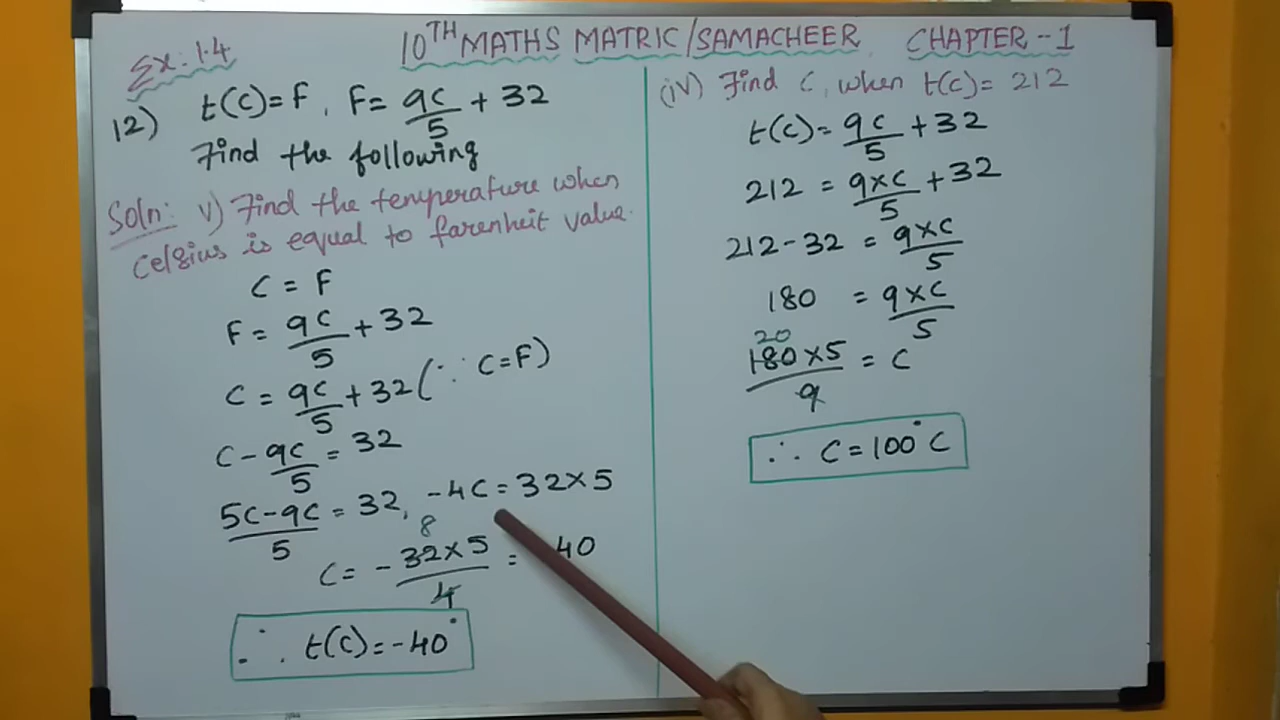 Ex: 1.4
10TH MATHS MATRIC/SAMACHEER CHAPTER-1
12) t(C)=F, F= 9C/5 + 32
Find the following
Soln: v) Find the temperature when
Celsius is equal to farenheit value.
C = F
F = 9C/5 + 32
C = 9C/5 + 32 (∵ C=F)
C - 9C/5 = 32
5C-9C/5 = 32, -4C = 32×5
8
C = -32×5/4 = 40
∴ t(C) = -40°
(iv) Find C, when t(C) = 212
t(C) = 9C/5 + 32
212 = 9×C/5 + 32
212-32 = 9×C/5
180 = 9×C/5
20
180×5/9 = C
∴ C = 100°C